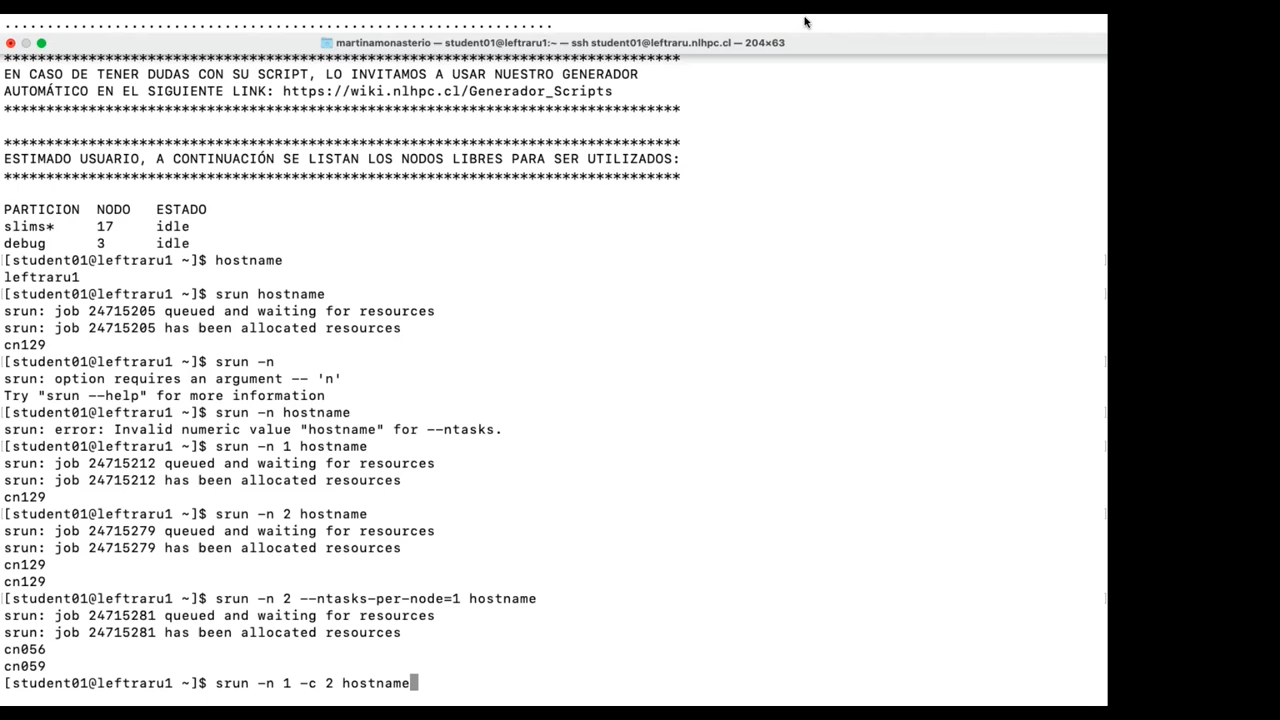 .................................................................
martinamonasterio — student01@leftraru1:~ — ssh student01@leftraru.nlhpc.cl — 204×63
********************************************************************************
EN CASO DE TENER DUDAS CON SU SCRIPT, LO INVITAMOS A USAR NUESTRO GENERADOR
AUTOMÁTICO EN EL SIGUIENTE LINK: https://wiki.nlhpc.cl/Generador_Scripts
********************************************************************************
********************************************************************************
ESTIMADO USUARIO, A CONTINUACIÓN SE LISTAN LOS NODOS LIBRES PARA SER UTILIZADOS:
********************************************************************************
PARTICION  NODO   ESTADO
slims*     17     idle
debug      3      idle
[student01@leftraru1 ~]$ hostname
leftraru1
[student01@leftraru1 ~]$ srun hostname
srun: job 24715205 queued and waiting for resources
srun: job 24715205 has been allocated resources
cn129
[student01@leftraru1 ~]$ srun -n
srun: option requires an argument -- 'n'
Try "srun --help" for more information
[student01@leftraru1 ~]$ srun -n hostname
srun: error: Invalid numeric value "hostname" for --ntasks.
[student01@leftraru1 ~]$ srun -n 1 hostname
srun: job 24715212 queued and waiting for resources
srun: job 24715212 has been allocated resources
cn129
[student01@leftraru1 ~]$ srun -n 2 hostname
srun: job 24715279 queued and waiting for resources
srun: job 24715279 has been allocated resources
cn129
cn129
[student01@leftraru1 ~]$ srun -n 2 --ntasks-per-node=1 hostname
srun: job 24715281 queued and waiting for resources
srun: job 24715281 has been allocated resources
cn056
cn059
[student01@leftraru1 ~]$ srun -n 1 -c 2 hostname